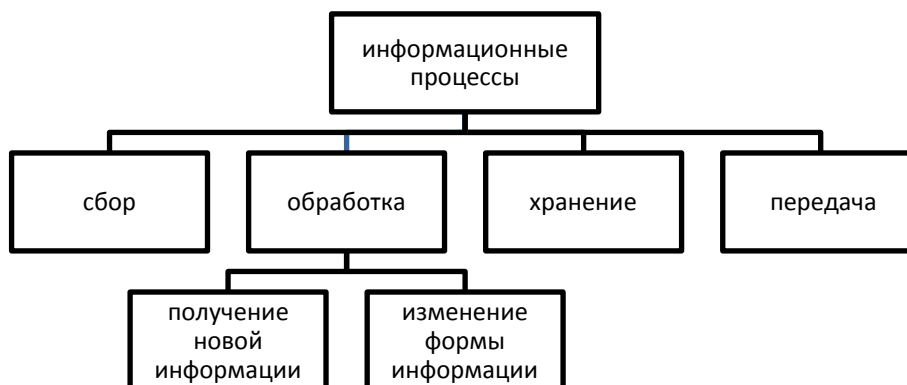 информационные
процессы
сбор
обработка
хранение
передача
получение
новой
информации
изменение
формы
информации